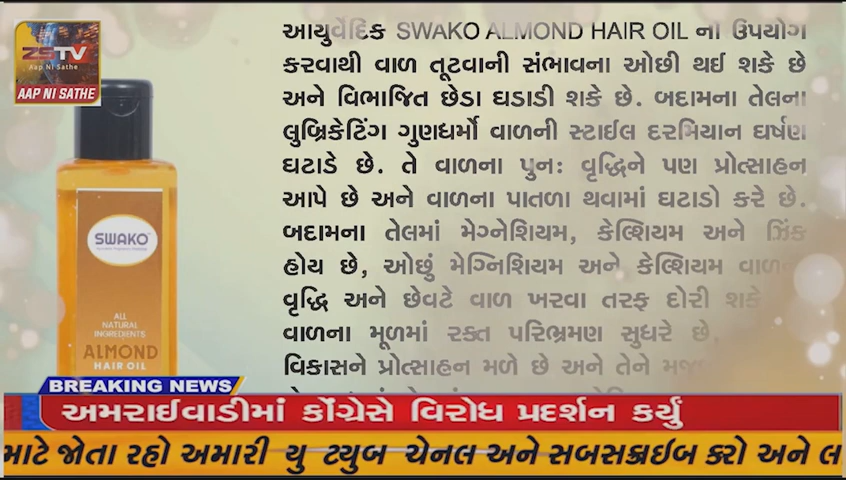 ZSTV
Aap Ni Sathe
AAP NI SATHE
આયુર્વેદિક SWAKO ALMOND HAIR OIL નો ઉપયોગ
કરવાથી વાળ તૂટવાની સંભાવના ઓછી થઈ શકે છે
અને વિભાજિત છેડા ઘડાડી શકે છે. બદામના તેલના
લુબ્રિકેટિંગ ગુણધર્મો વાળની સ્ટાઈલ દરમિયાન ઘર્ષણ
ઘટાડે છે. તે વાળના પુનઃ વૃદ્ધિને પણ પ્રોત્સાહન
આપે છે અને વાળના પાતળા થવામાં ઘટાડો કરે છે.
બદામના તેલમાં મેગ્નેશિયમ, કેલ્શિયમ અને ઝિંક
હોય છે, ઓછું મેગ્નિશિયમ અને કેલ્શિયમ વાળની
વૃદ્ધિ અને છેવટે વાળ ખરવા તરફ દોરી શકે
વાળના મૂળમાં રક્ત પરિભ્રમણ સુધરે છે,
વિકાસને પ્રોત્સાહન મળે છે અને તેને
SWAKO
ALL
NATURAL
INGREDIENTS
ALMOND
HAIR OIL
BREAKING NEWS
અમરાઈવાડીમાં કોંગ્રેસે વિરોધ પ્રદર્શન કર્યું
માટે જોતા રહો અમારી યુ ટ્યુબ ચેનલ અને સબસક્રાઇબ કરો અને લા